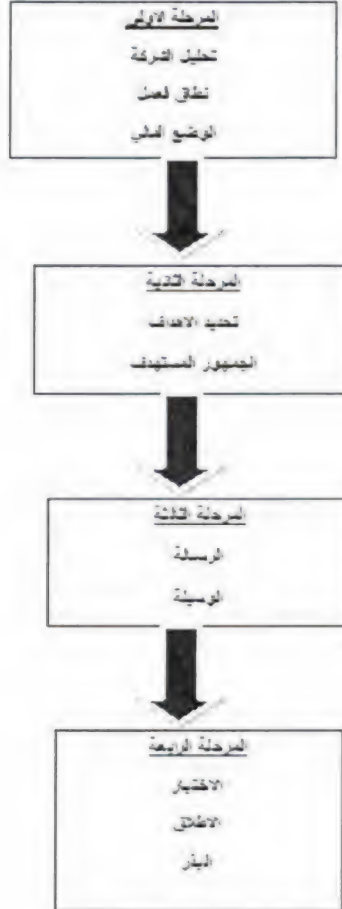 المرحلة الاولى
تحليل الشركة
نطاق العمل
الوضع المالي
المرحلة الثانية
تحديد الاهداف
الجمهور المستهدف
المرحلة الثالثة
الرسالة
الوسيلة
المرحلة الرابعة
الاختبار
الاطلاق
البذر